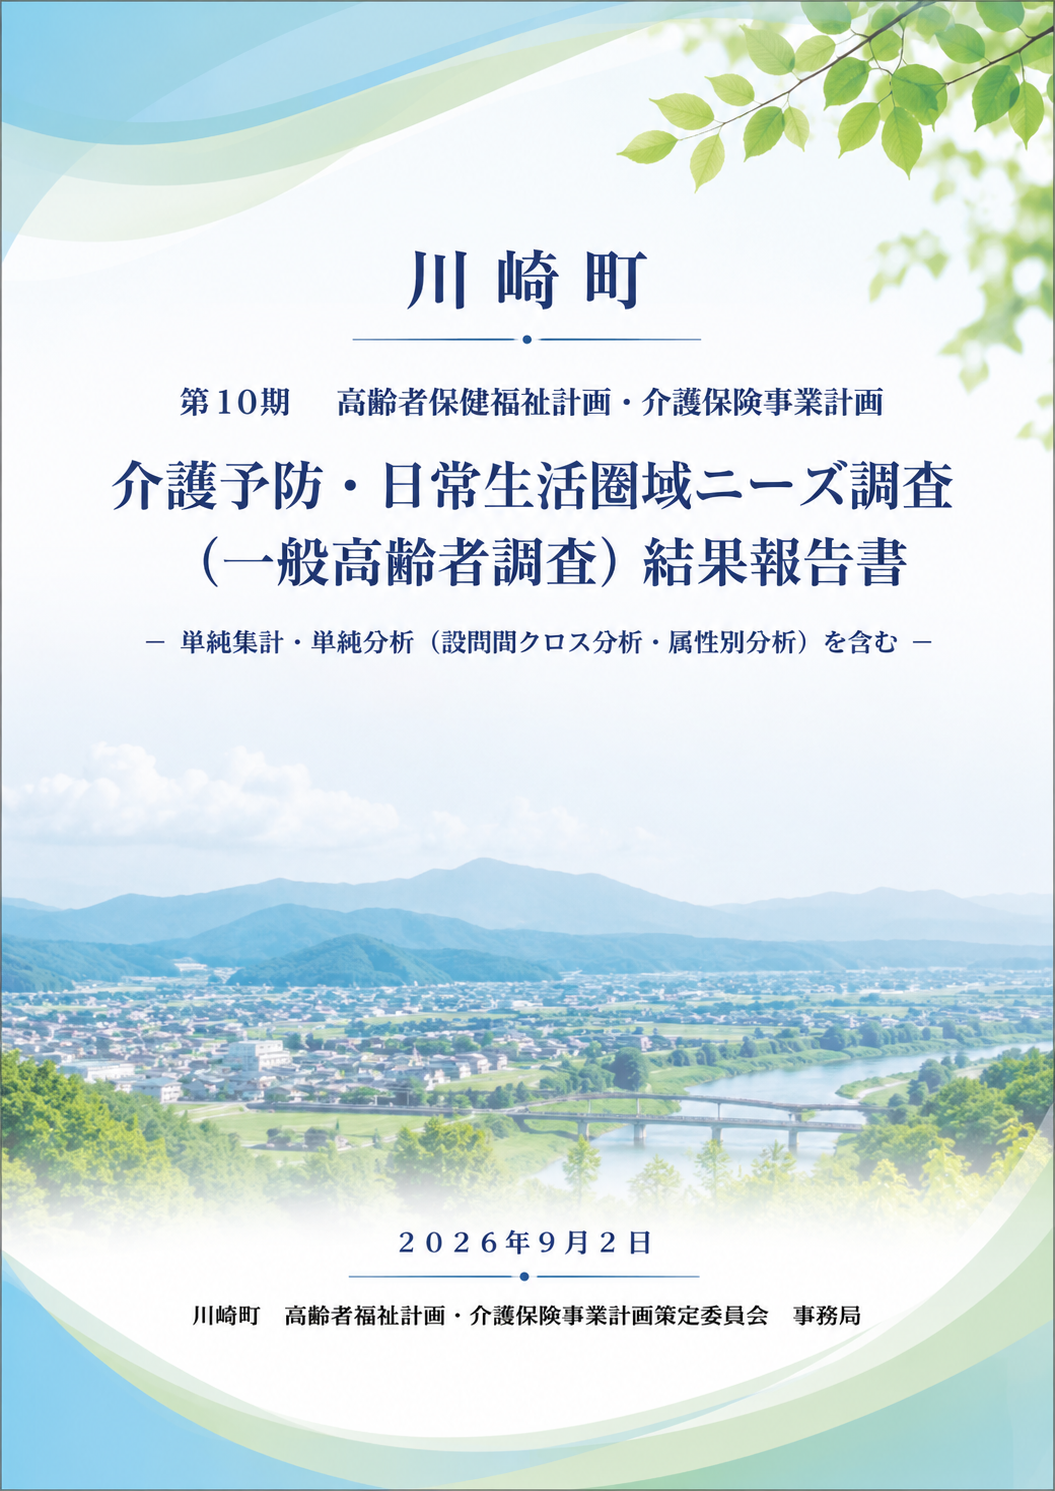 川崎町
第10期　高齢者保健福祉計画・介護保険事業計画
介護予防・日常生活圏域ニーズ調査
（一般高齢者調査）結果報告書
－ 単純集計・単純分析（設問間クロス分析・属性別分析）を含む －
２０２６年９月２日
川崎町　高齢者福祉計画・介護保険事業計画策定委員会　事務局